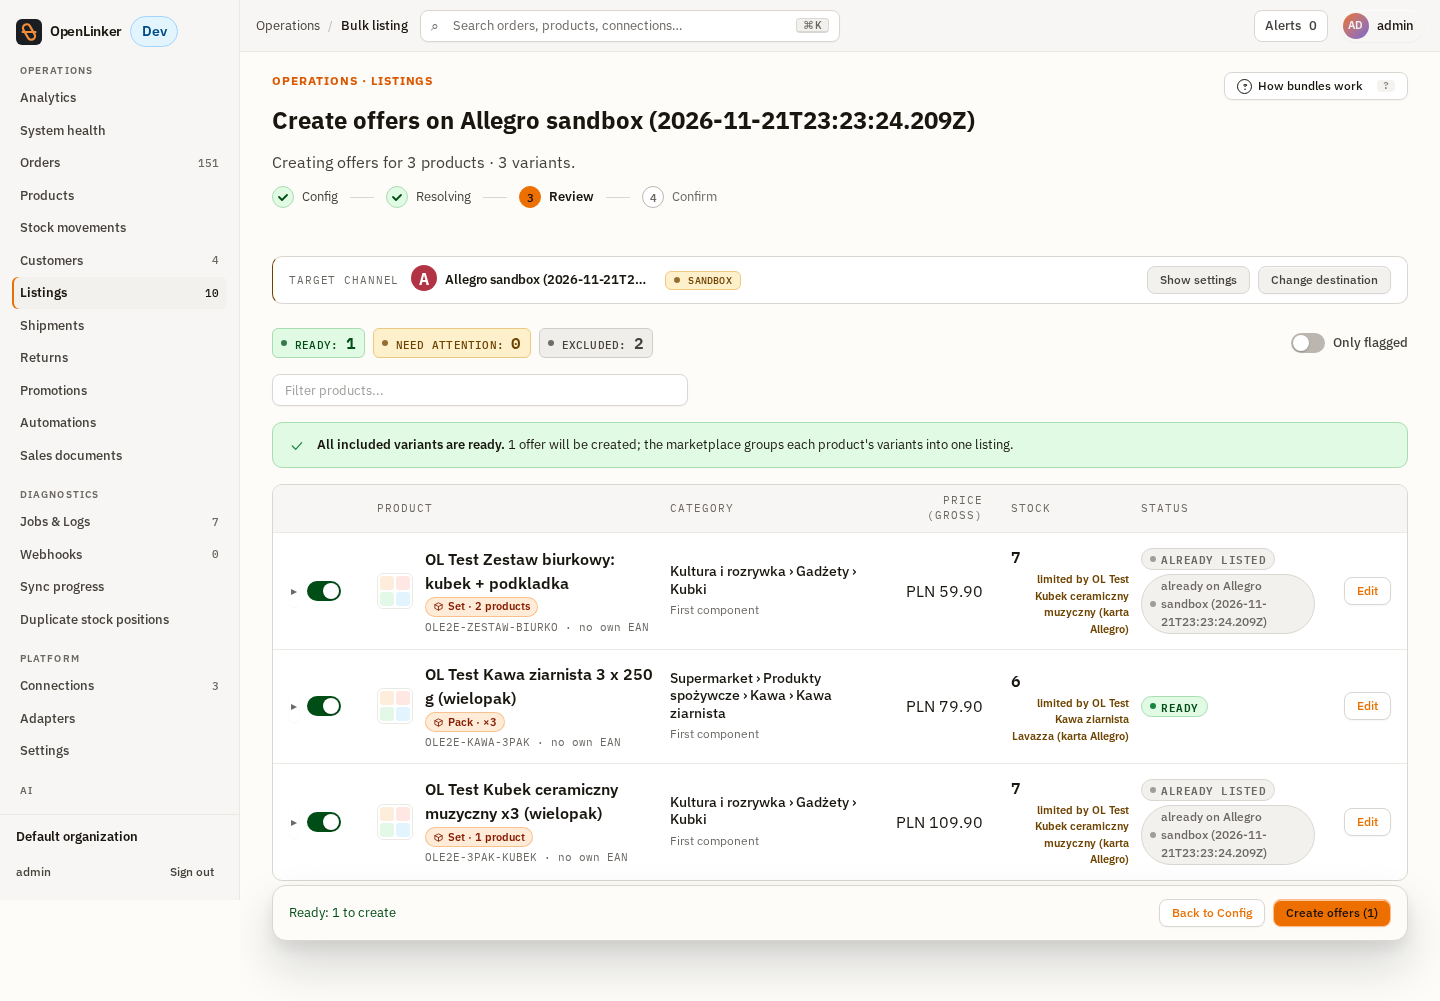 OpenLinker Dev
OPERATIONS
Analytics
System health
Orders 151
Products
Stock movements
Customers 4
Listings 10
Shipments
Returns
Promotions
Automations
Sales documents
DIAGNOSTICS
Jobs & Logs 7
Webhooks 0
Sync progress
Duplicate stock positions
PLATFORM
Connections 3
Adapters
Settings
AI
Default organization
admin Sign out
Operations / Bulk listing
Search orders, products, connections... ⌘K
Alerts 0
AD admin
OPERATIONS · LISTINGS
? How bundles work ?
Create offers on Allegro sandbox (2026-11-21T23:23:24.209Z)
Creating offers for 3 products · 3 variants.
Config Resolving 3 Review 4 Confirm
TARGET CHANNEL A Allegro sandbox (2026-11-21T2... SANDBOX
Show settings Change destination
READY: 1 NEED ATTENTION: 0 EXCLUDED: 2
Only flagged
Filter products...
All included variants are ready. 1 offer will be created; the marketplace groups each product's variants into one listing.
PRODUCT CATEGORY PRICE (GROSS) STOCK STATUS
OL Test Zestaw biurkowy:
kubek + podkladka
Set · 2 products
OLE2E-ZESTAW-BIURKO · no own EAN
Kultura i rozrywka › Gadżety ›
Kubki
First component
PLN 59.90
7
limited by OL Test
Kubek ceramiczny
muzyczny (karta
Allegro)
ALREADY LISTED
already on Allegro
sandbox (2026-11-
21T23:23:24.209Z)
Edit
OL Test Kawa ziarnista 3 x 250
g (wielopak)
Pack · ×3
OLE2E-KAWA-3PAK · no own EAN
Supermarket › Produkty
spożywcze › Kawa › Kawa
ziarnista
First component
PLN 79.90
6
limited by OL Test
Kawa ziarnista
Lavazza (karta Allegro)
READY
Edit
OL Test Kubek ceramiczny
muzyczny x3 (wielopak)
Set · 1 product
OLE2E-3PAK-KUBEK · no own EAN
Kultura i rozrywka › Gadżety ›
Kubki
First component
PLN 109.90
7
limited by OL Test
Kubek ceramiczny
muzyczny (karta
Allegro)
ALREADY LISTED
already on Allegro
sandbox (2026-11-
21T23:23:24.209Z)
Edit
Ready: 1 to create
Back to Config Create offers (1)